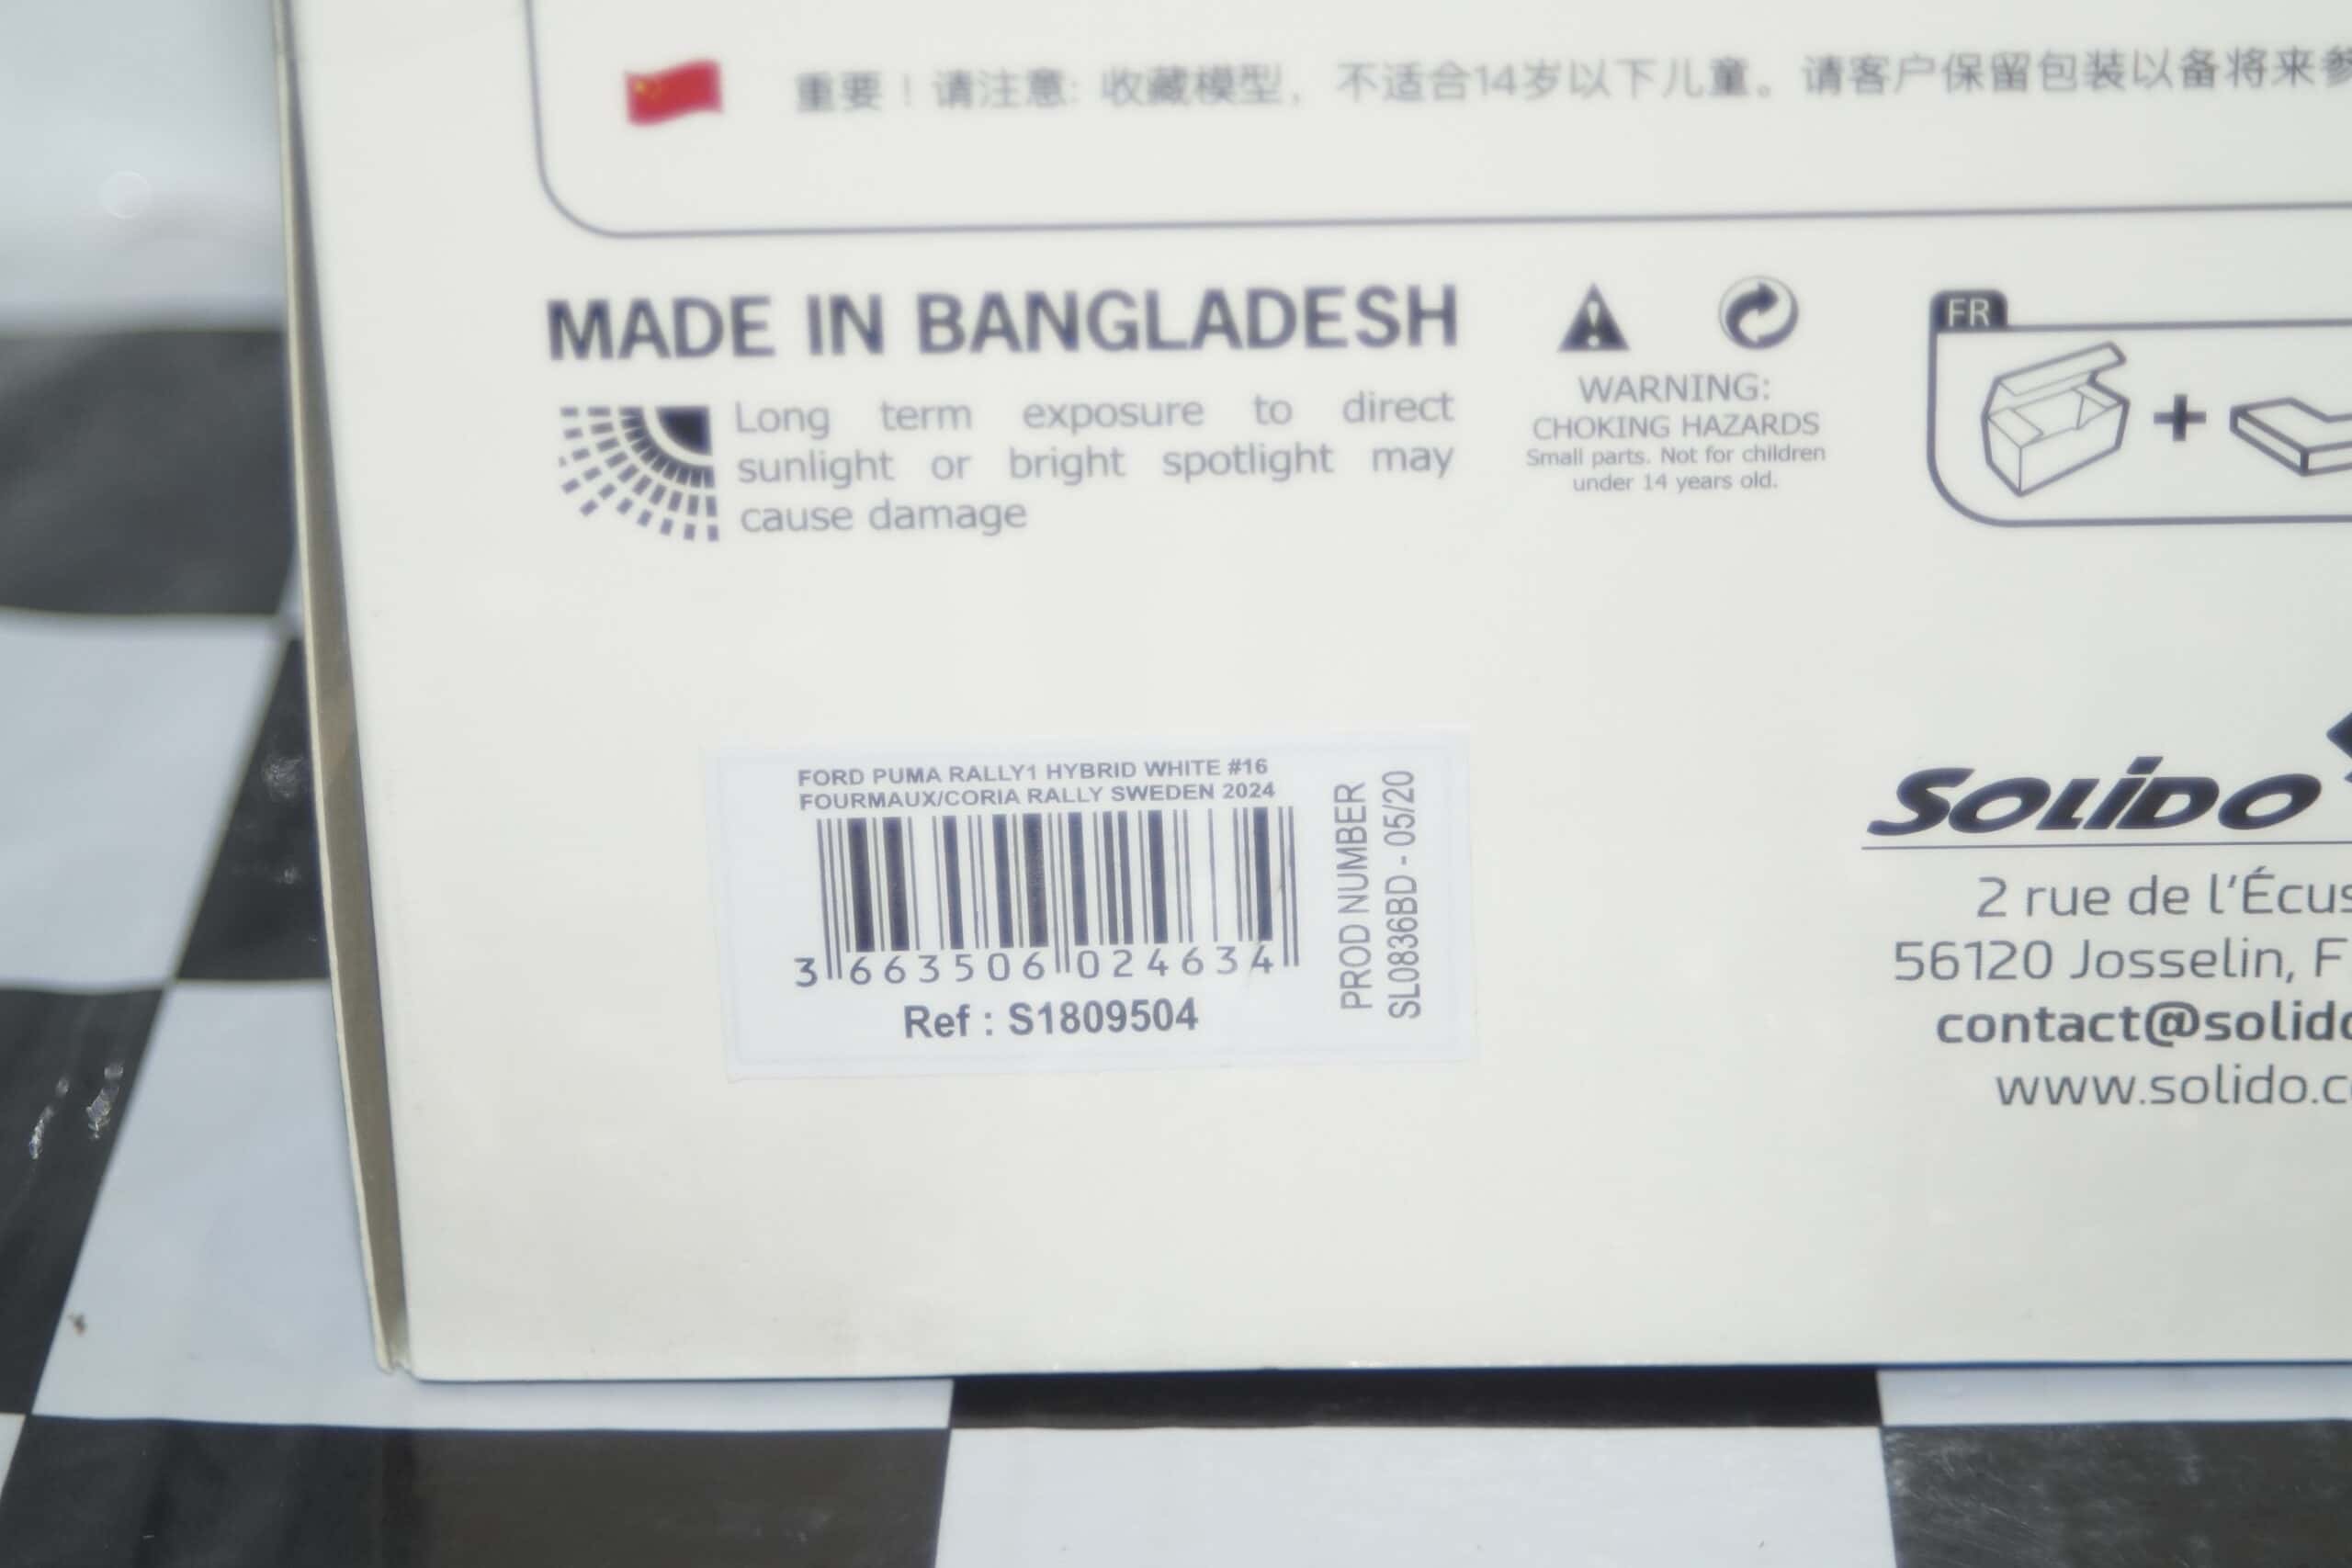 重要！请注意: 收藏模型，不适合14岁以下儿童。请客户保留包装以备将来参
MADE IN BANGLADESH
Long term exposure to direct
sunlight or bright spotlight may
cause damage
WARNING:
CHOKING HAZARDS
Small parts. Not for children
under 14 years old.
FR
+
FORD PUMA RALLY1 HYBRID WHITE #16
FOURMAUX/CORIA RALLY SWEDEN 2024
3 663506 024634
Ref : S1809504
PROD NUMBER
SL0836BD - 05/20
SOLIDO
2 rue de l'Écus
56120 Josselin, F
contact@solido
www.solido.c